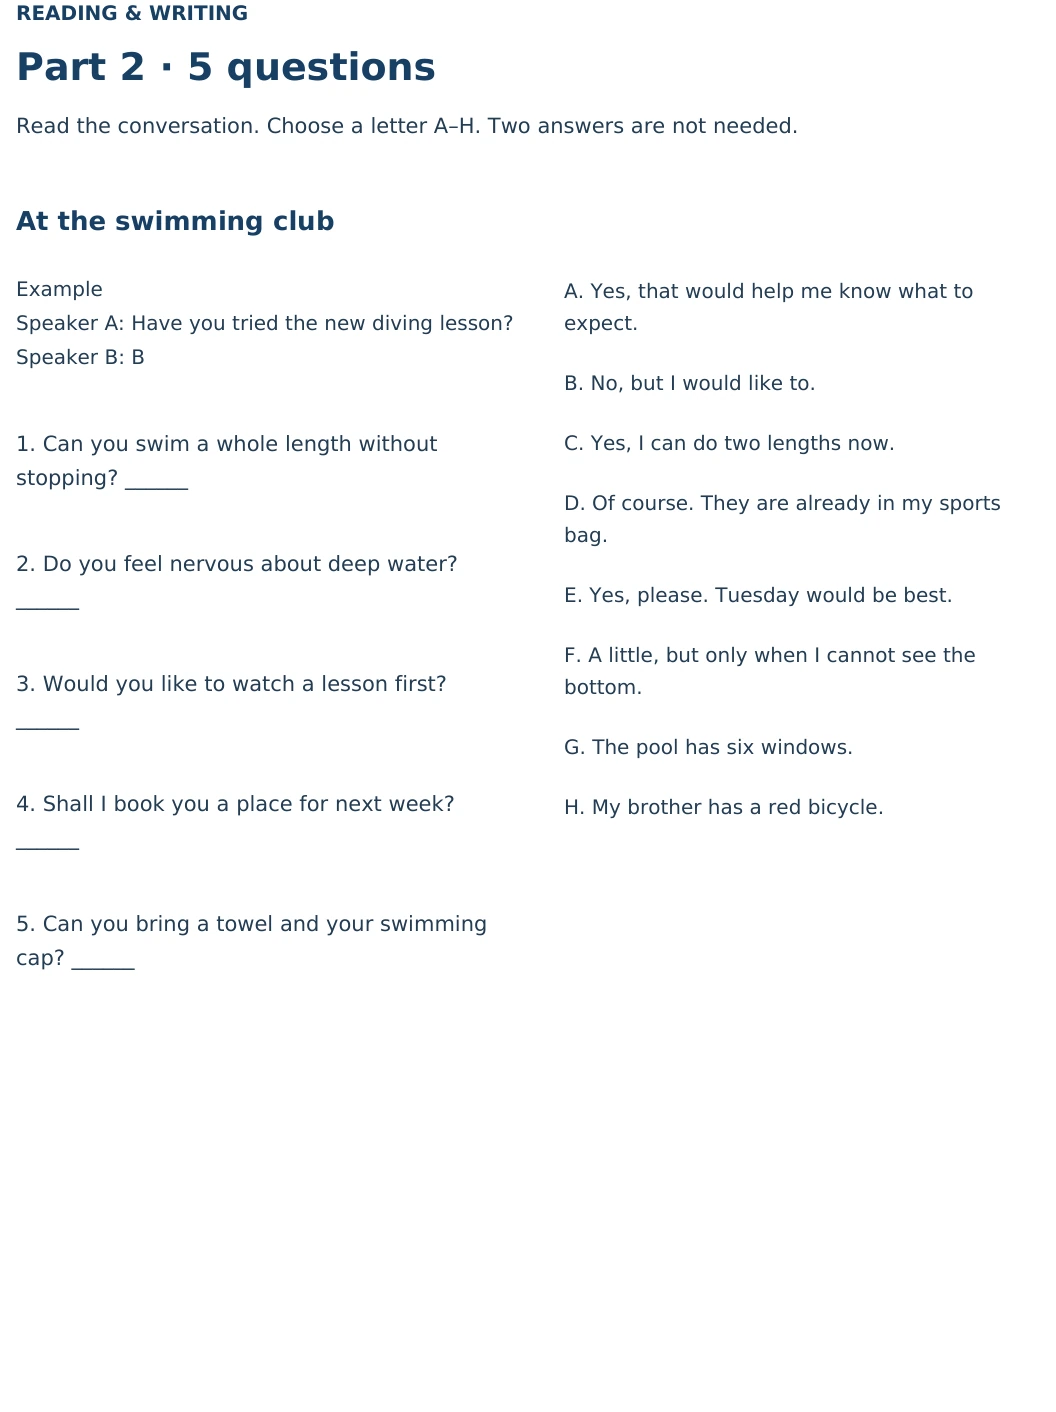 READING & WRITING
Part 2 · 5 questions
Read the conversation. Choose a letter A–H. Two answers are not needed.
At the swimming club
Example
Speaker A: Have you tried the new diving lesson?
Speaker B: B
1. Can you swim a whole length without
stopping? ______
2. Do you feel nervous about deep water?
______
3. Would you like to watch a lesson first?
______
4. Shall I book you a place for next week?
______
5. Can you bring a towel and your swimming
cap? ______
A. Yes, that would help me know what to
expect.
B. No, but I would like to.
C. Yes, I can do two lengths now.
D. Of course. They are already in my sports
bag.
E. Yes, please. Tuesday would be best.
F. A little, but only when I cannot see the
bottom.
G. The pool has six windows.
H. My brother has a red bicycle.